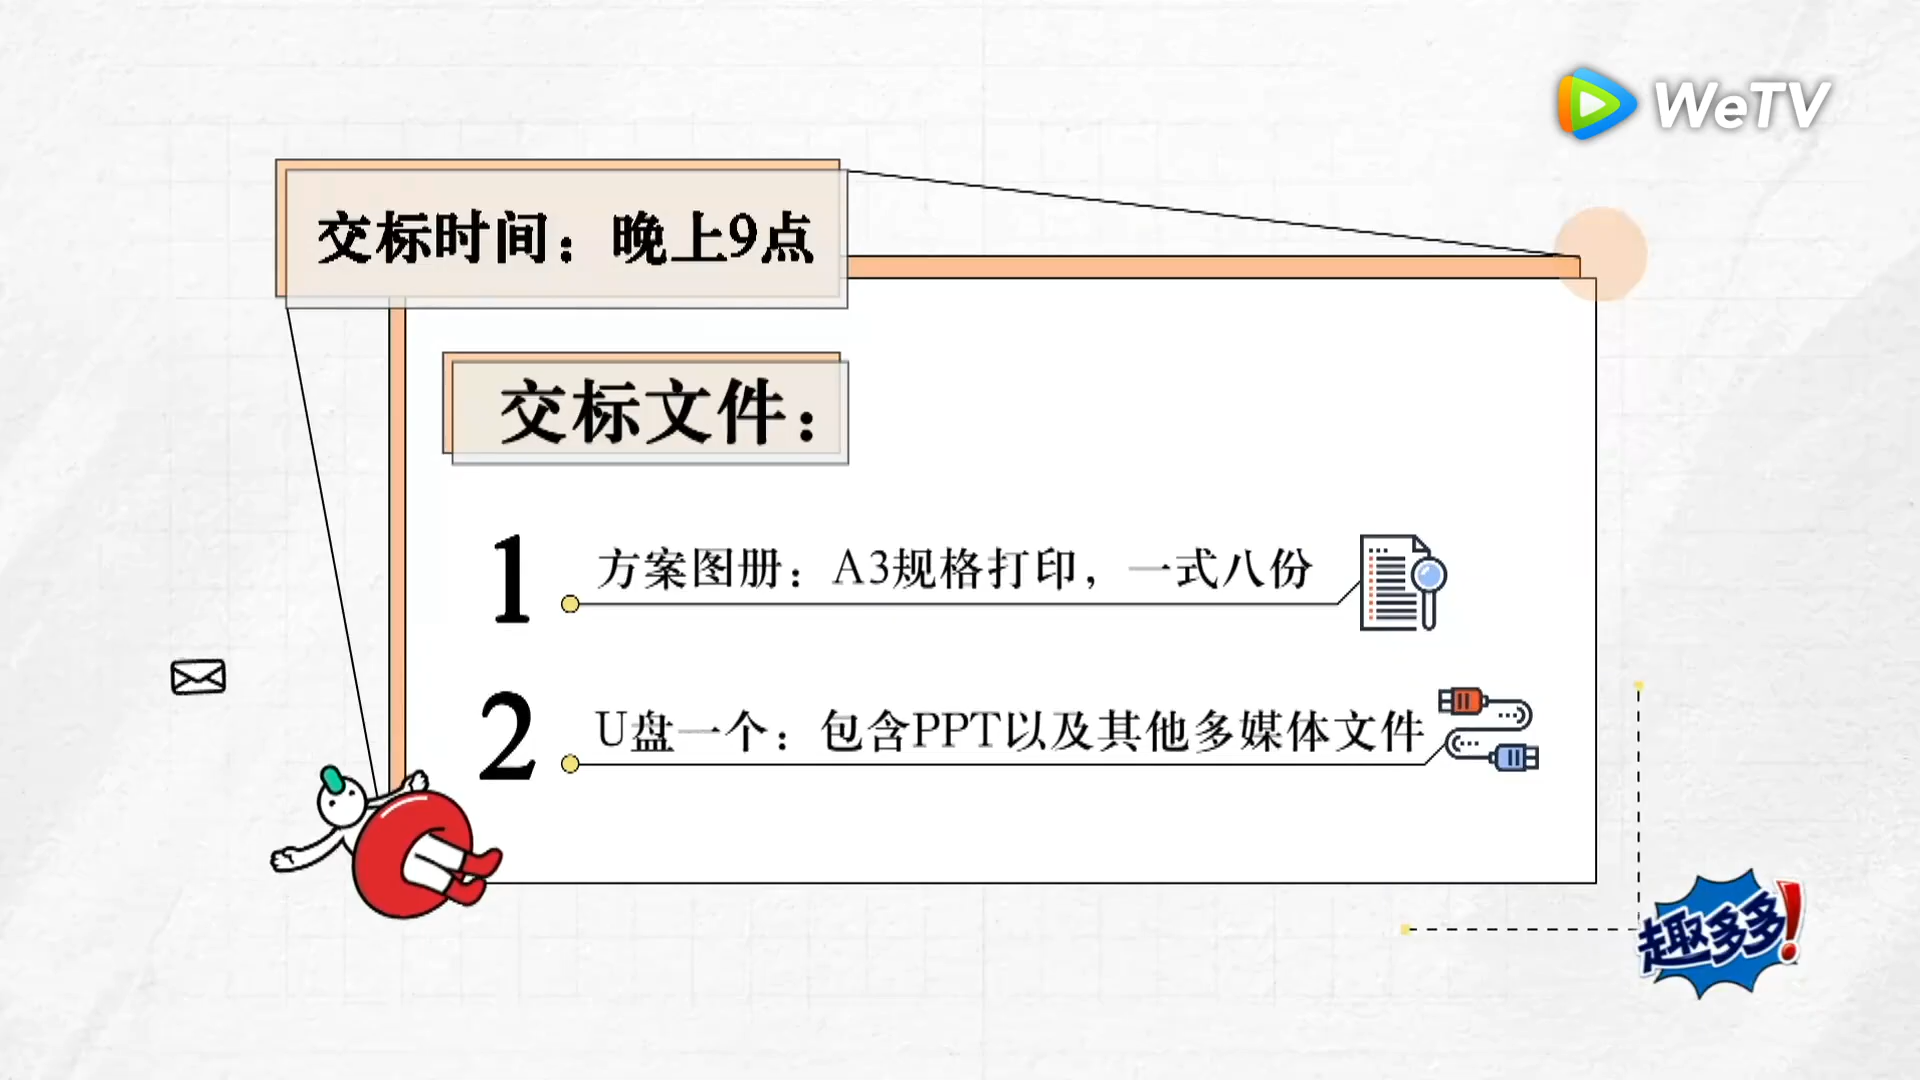 WeTV
交标时间：晚上9点
交标文件：
1 方案图册：A3规格打印，一式八份
2 U盘一个：包含PPT以及其他多媒体文件
趣多多!